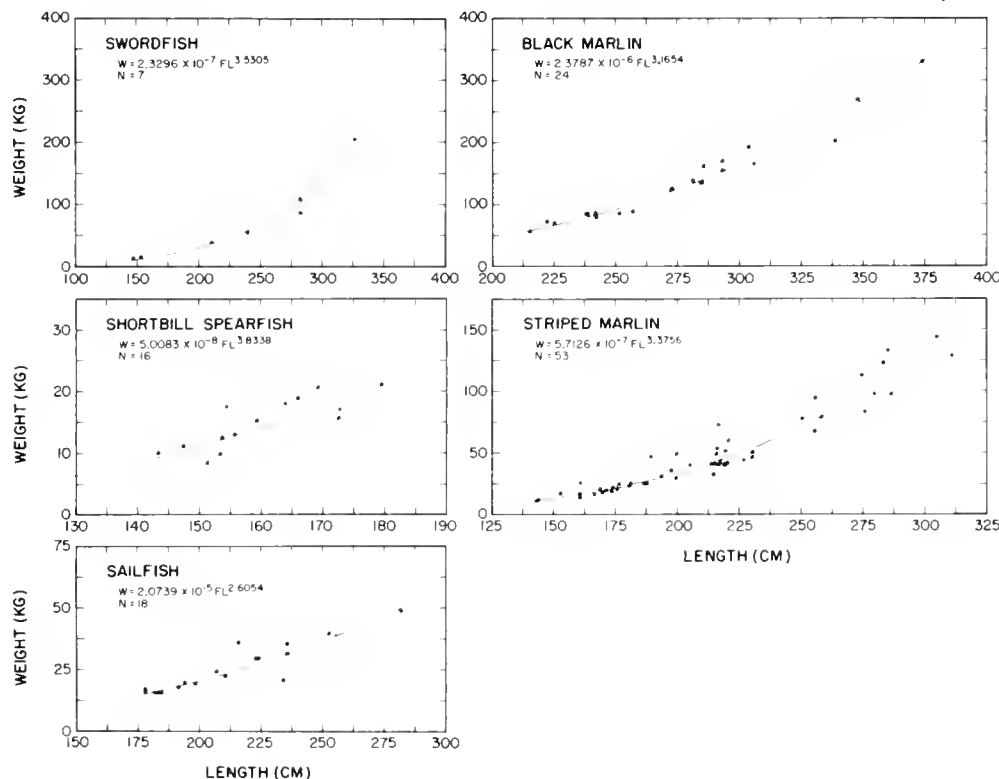 SWORDFISH
W = 2.3296 x 10⁻⁷ FL³·⁵³⁰⁵
N = 7
WEIGHT (KG)
400
300
200
100
0
100 150 200 250 300 350 400
BLACK MARLIN
W = 2.3787 x 10⁻⁶ FL³·¹⁶⁵⁴
N = 24
400
300
200
100
0
200 225 250 275 300 325 350 375 400
SHORTBILL SPEARFISH
W = 5.0083 x 10⁻⁸ FL³·⁸³³⁸
N = 16
WEIGHT (KG)
30
20
10
0
130 140 150 160 170 180 190
STRIPED MARLIN
W = 5.7126 x 10⁻⁷ FL³·³⁷⁵⁶
N = 53
150
100
50
0
125 150 175 200 225 250 275 300 325
LENGTH (CM)
SAILFISH
W = 2.0739 x 10⁻⁵ FL²·⁶⁰⁵⁴
N = 18
WEIGHT (KG)
75
50
25
0
150 175 200 225 250 275 300
LENGTH (CM)